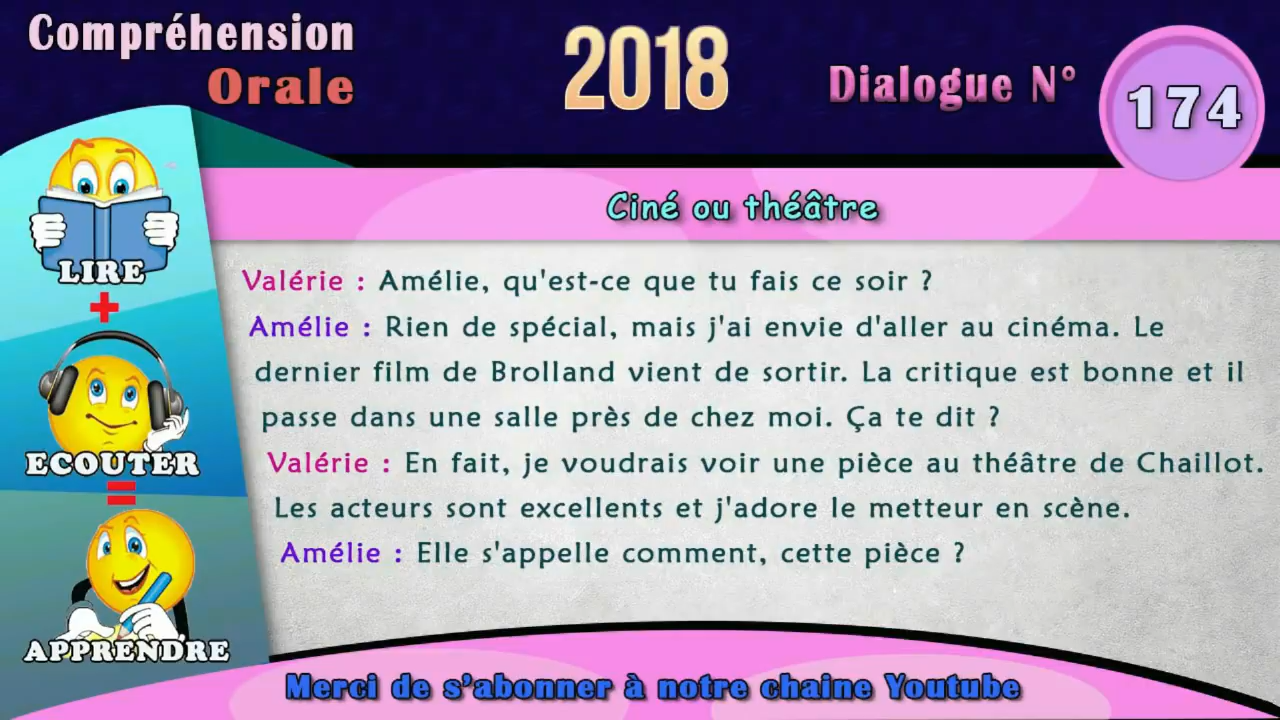 Compréhension
Orale
2018
Dialogue N°
174
Ciné ou théâtre
LIRE
+
ECOUTER
=
APPRENDRE
Valérie : Amélie, qu'est-ce que tu fais ce soir ?
Amélie : Rien de spécial, mais j'ai envie d'aller au cinéma. Le
dernier film de Brolland vient de sortir. La critique est bonne et il
passe dans une salle près de chez moi. Ça te dit ?
Valérie : En fait, je voudrais voir une pièce au théâtre de Chaillot.
Les acteurs sont excellents et j'adore le metteur en scène.
Amélie : Elle s'appelle comment, cette pièce ?
Merci de s'abonner à notre chaine Youtube